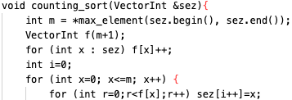 void counting_sort(VectorInt &sez){
    int m = *max_element(sez.begin(), sez.end());
    VectorInt f(m+1);
    for (int x : sez) f[x]++;
    int i=0;
    for (int x=0; x<=m; x++) {
        for (int r=0;r<f[x];r++) sez[i++]=x;